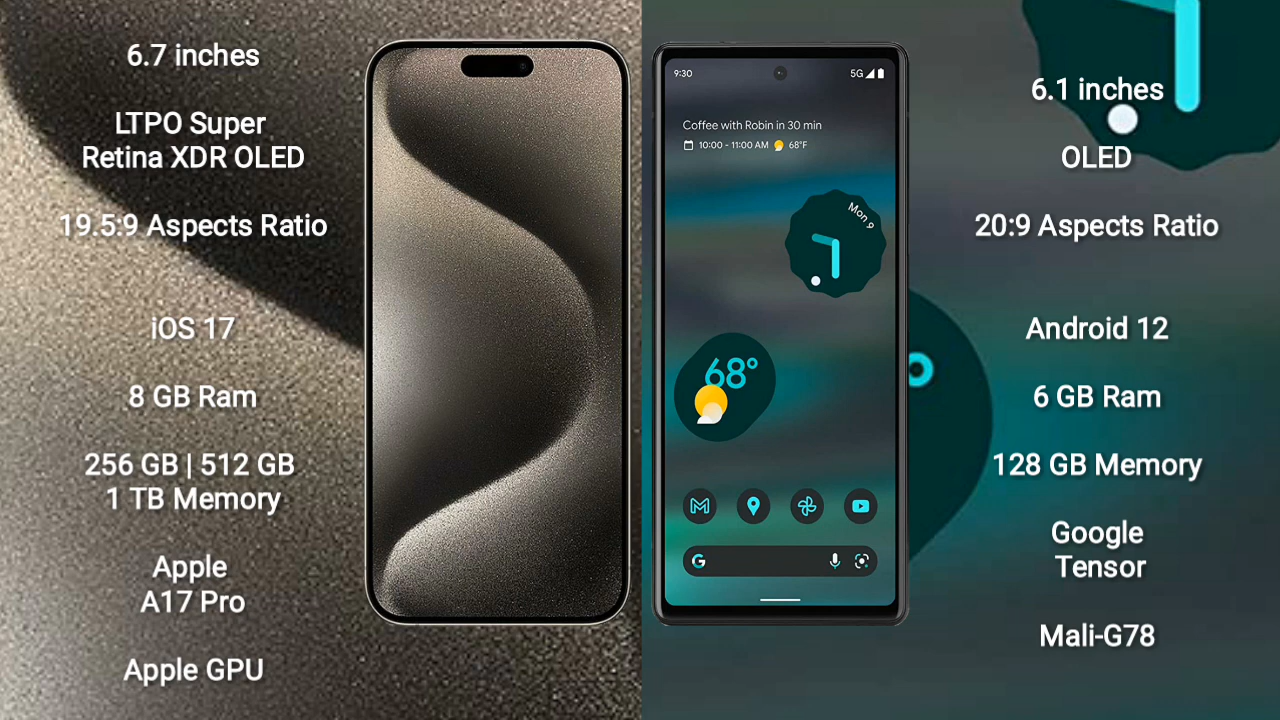 6.7 inches
LTPO Super
Retina XDR OLED
19.5:9 Aspects Ratio
iOS 17
8 GB Ram
256 GB | 512 GB
1 TB Memory
Apple
A17 Pro
Apple GPU
9:30
5G
Coffee with Robin in 30 min
10:00 - 11:00 AM 68°F
Mon 9
68°
G
6.1 inches
OLED
20:9 Aspects Ratio
Android 12
6 GB Ram
128 GB Memory
Google
Tensor
Mali-G78